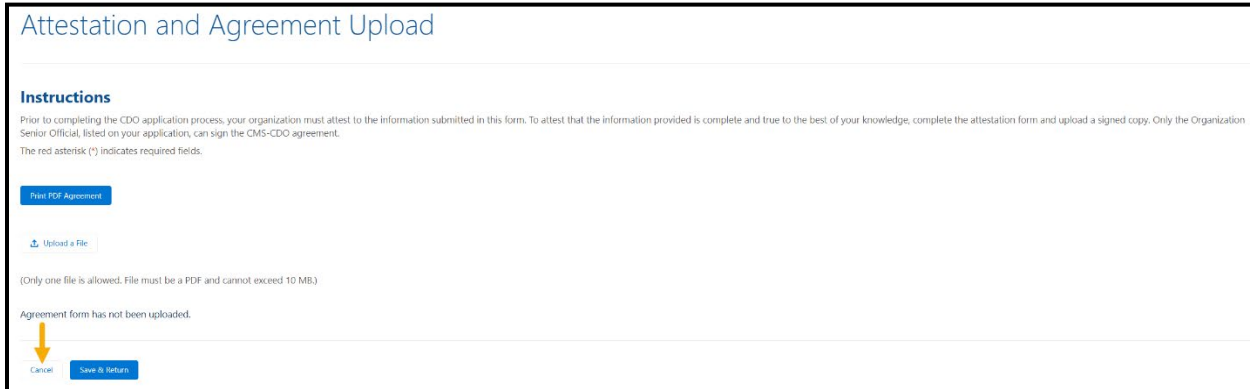 Attestation and Agreement Upload
Instructions
Prior to completing the CDO application process, your organization must attest to the information submitted in this form. To attest that the information provided is complete and true to the best of your knowledge, complete the attestation form and upload a signed copy. Only the Organization
Senior Official, listed on your application, can sign the CMS-CDO agreement.
The red asterisk (*) indicates required fields.
Print PDF Agreement
Upload a File
(Only one file is allowed. File must be a PDF and cannot exceed 10 MB.)
Agreement form has not been uploaded.
Cancel Save & Return